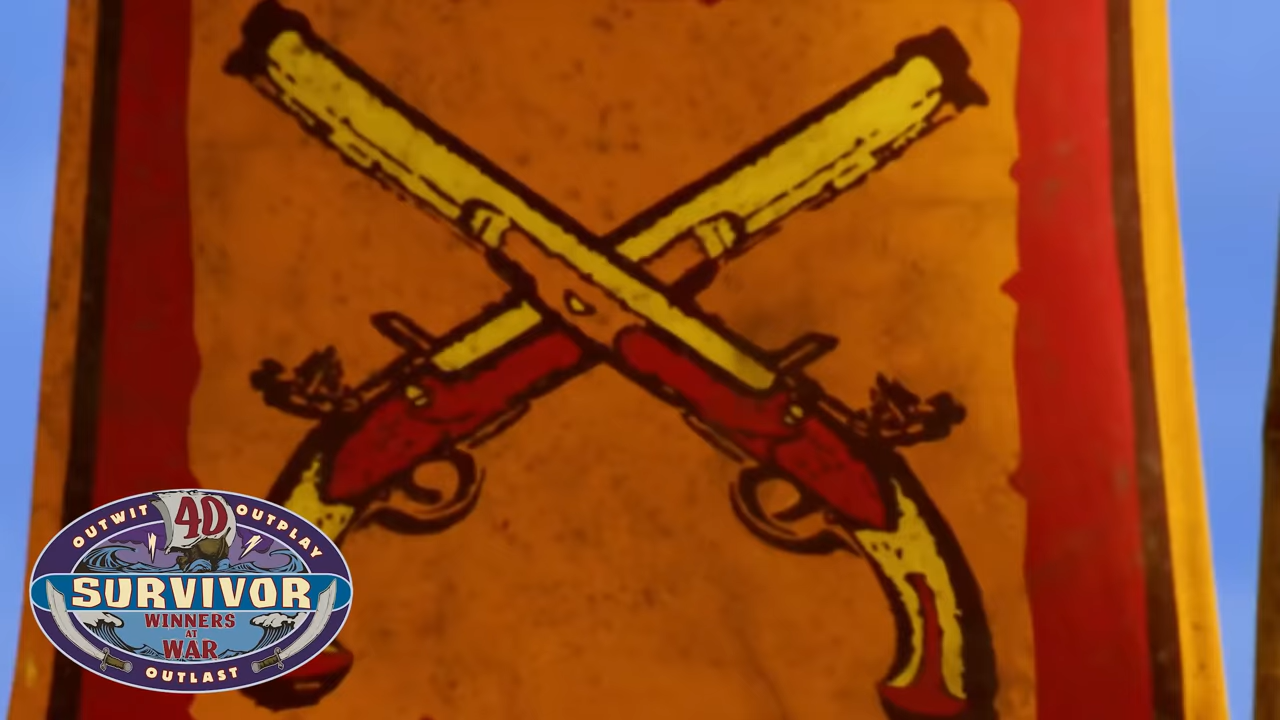 OUTWIT 40 OUTPLAY
SURVIVOR
WINNERS
AT
WAR
OUTLAST